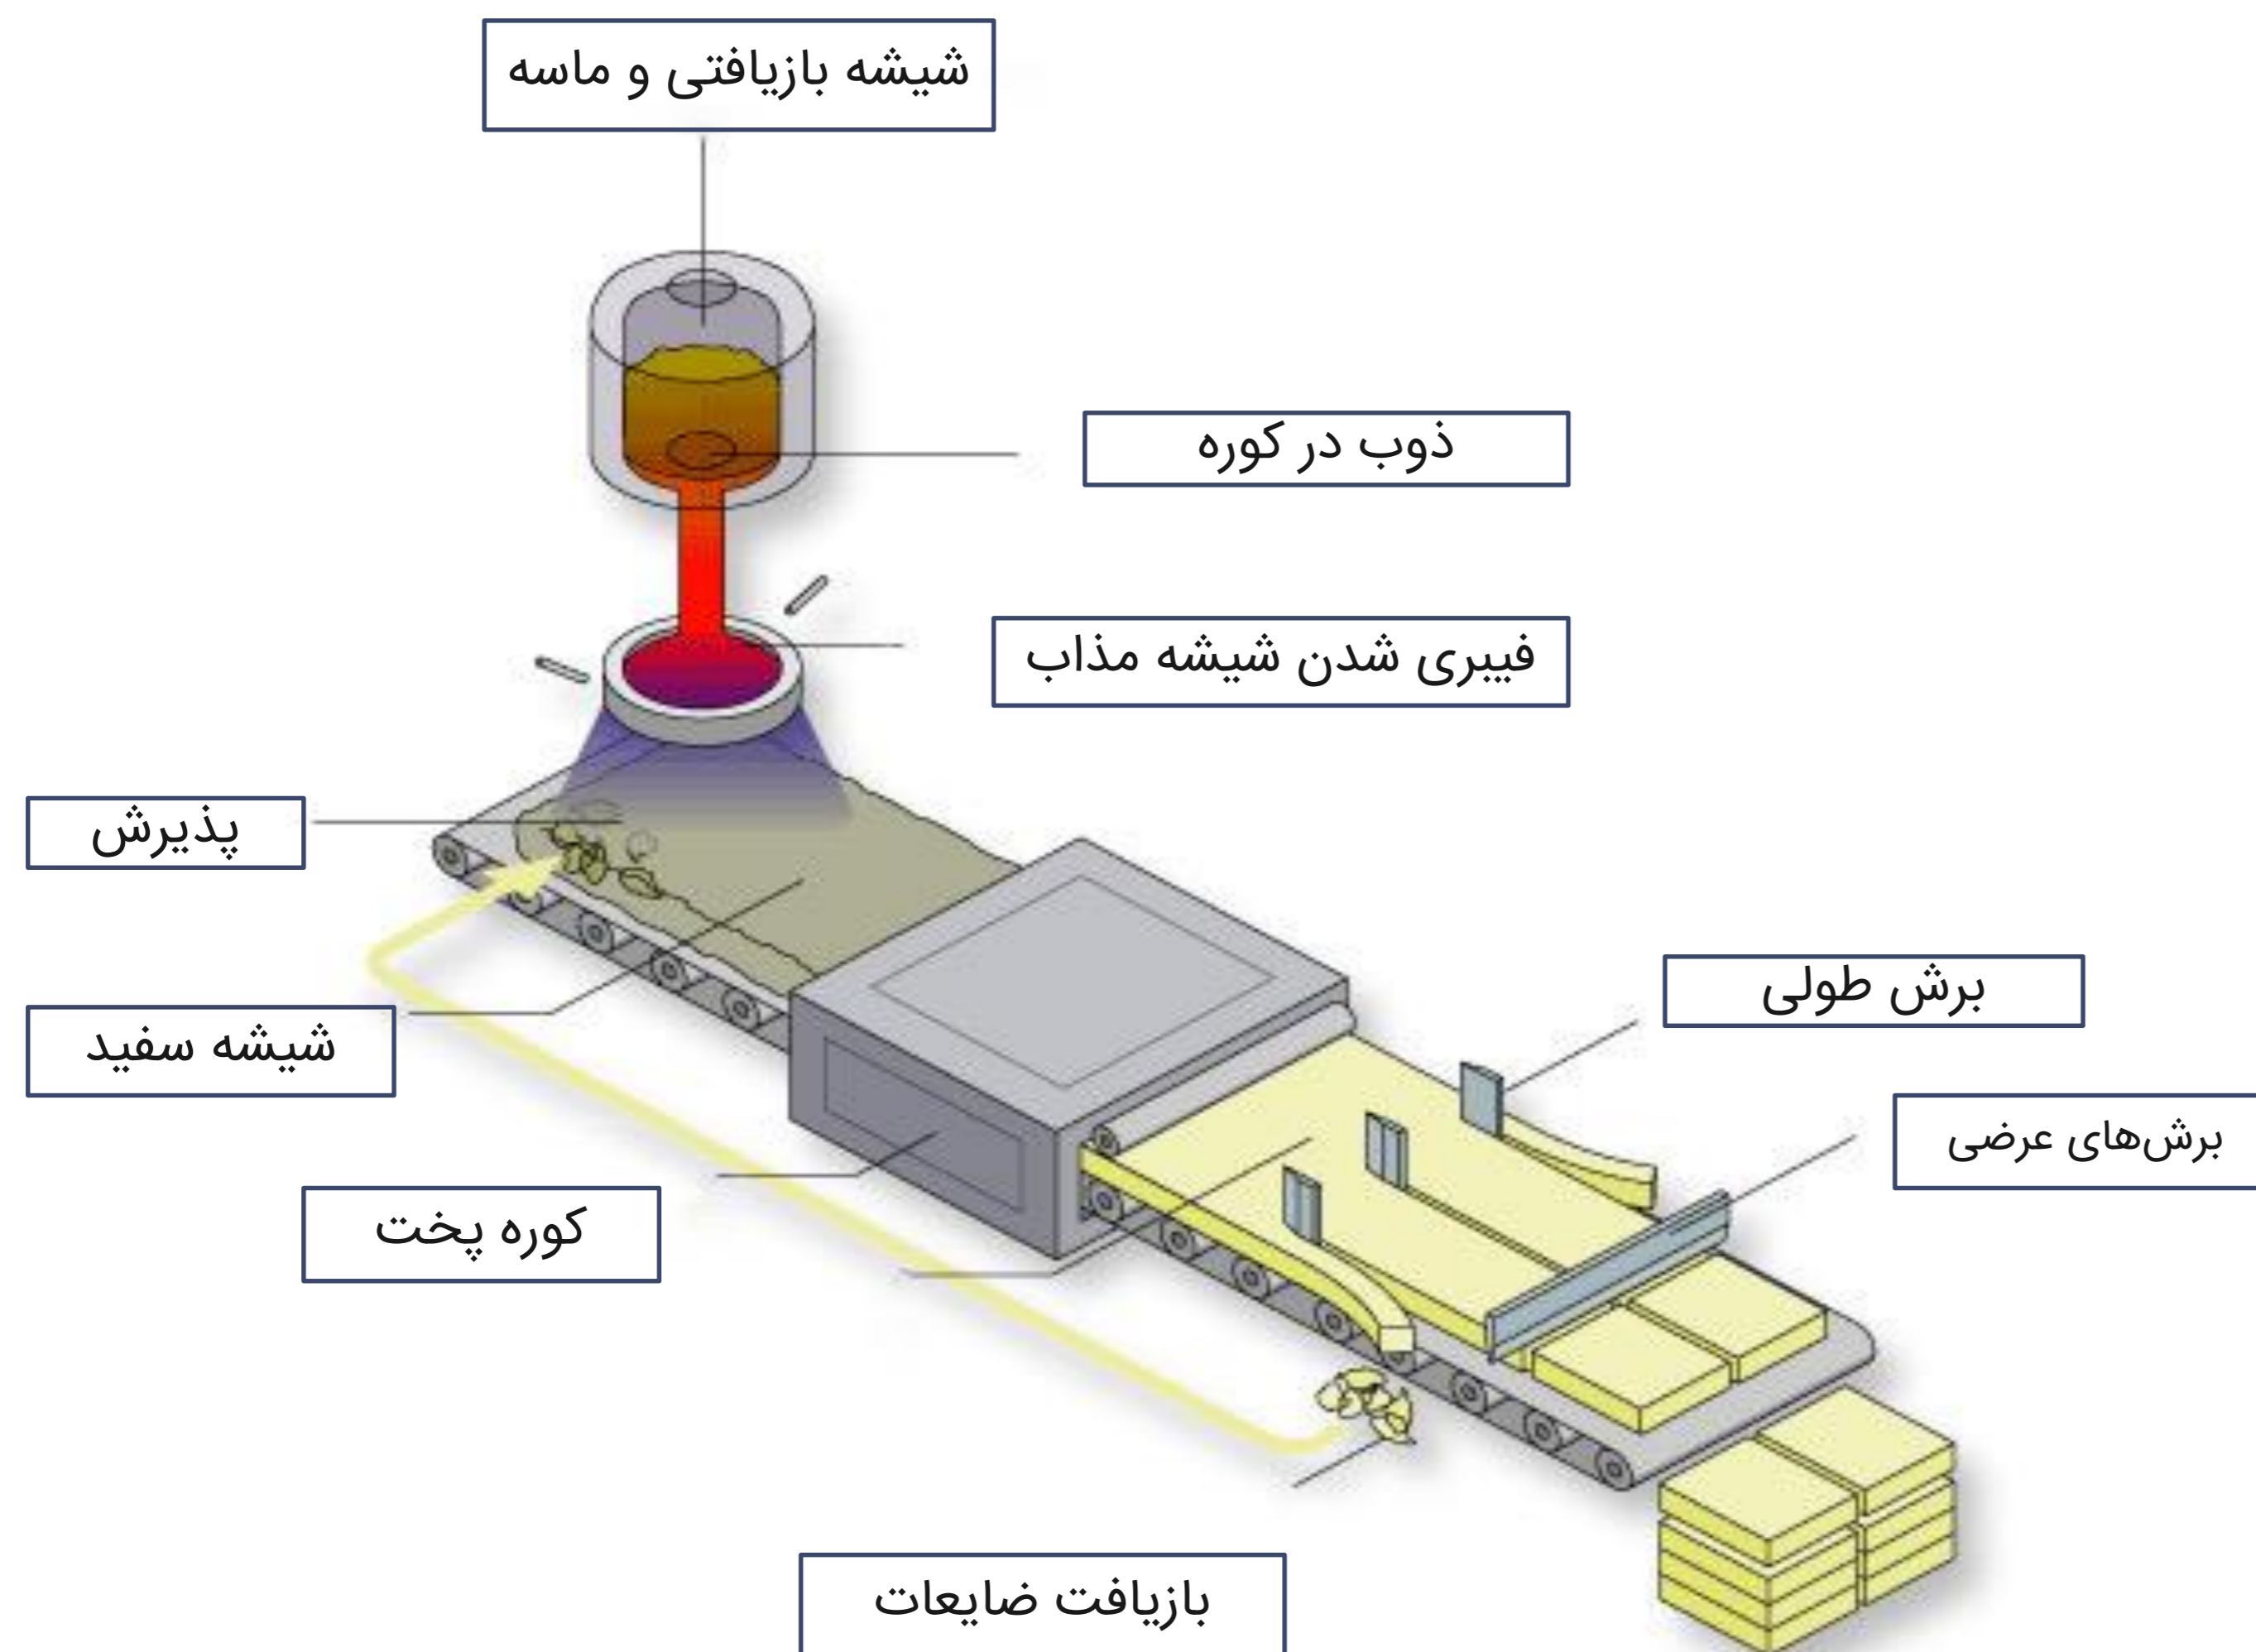 شیشه بازیافتی و ماسه
ذوب در کوره
فیبری شدن شیشه مذاب
پذیرش
برش طولی
شیشه سفید
برش‌های عرضی
کوره پخت
بازیافت ضایعات